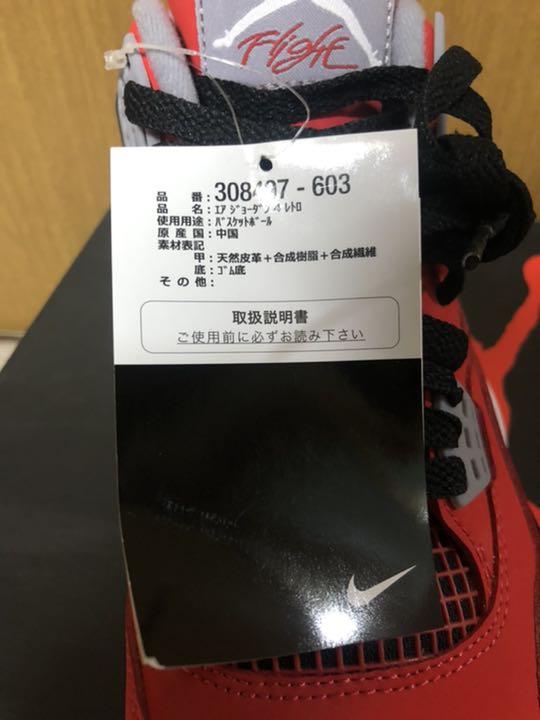 Flight
品 番：308497 - 603
品 名：ｴｱ ｼﾞｮｰﾀﾞﾝ 4 ﾚﾄﾛ
使用用途：ﾊﾞｽｹｯﾄﾎﾞｰﾙ
原 産 国：中国
素材表記
甲：天然皮革＋合成樹脂＋合成繊維
底：ｺﾞﾑ底
そ の 他：
取扱説明書
ご使用前に必ずお読み下さい